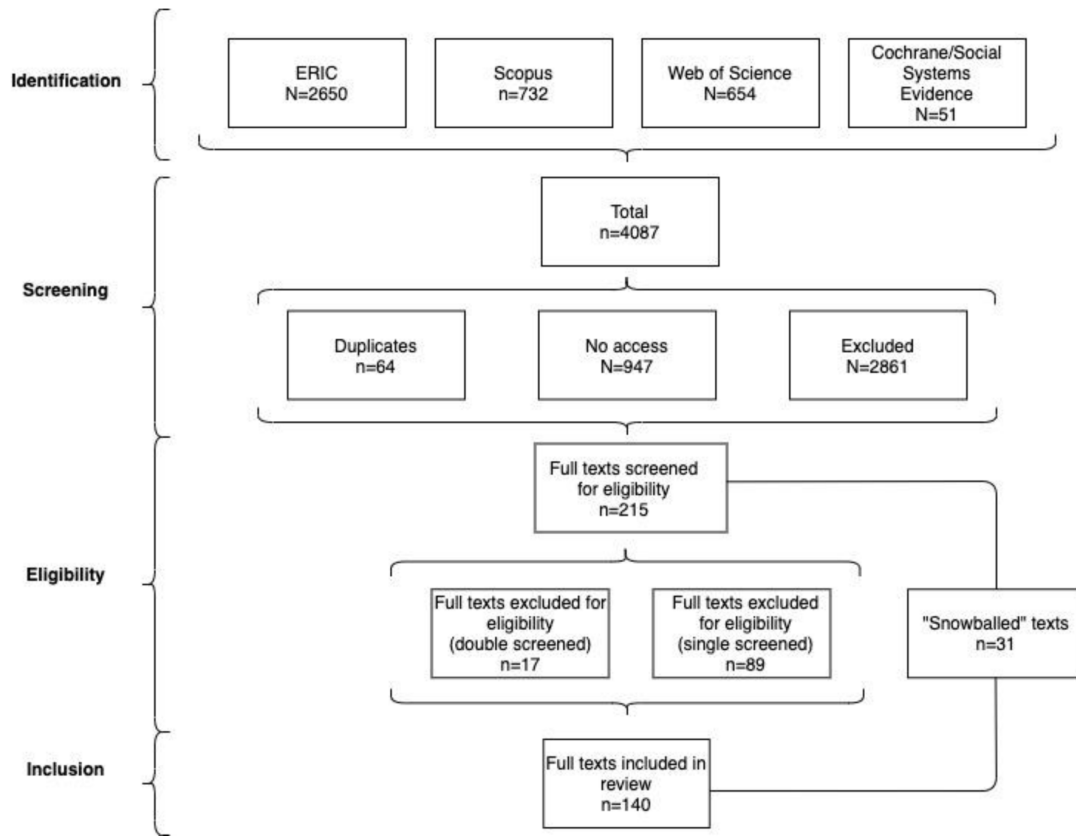 Identification
ERIC
N=2650
Scopus
n=732
Web of Science
N=654
Cochrane/Social
Systems
Evidence
N=51
Screening
Total
n=4087
Duplicates
n=64
No access
N=947
Excluded
N=2861
Eligibility
Full texts screened
for eligibility
n=215
Full texts excluded for
eligibility
(double screened)
n=17
Full texts excluded
for eligibility
(single screened)
n=89
"Snowballed" texts
n=31
Inclusion
Full texts included in
review
n=140